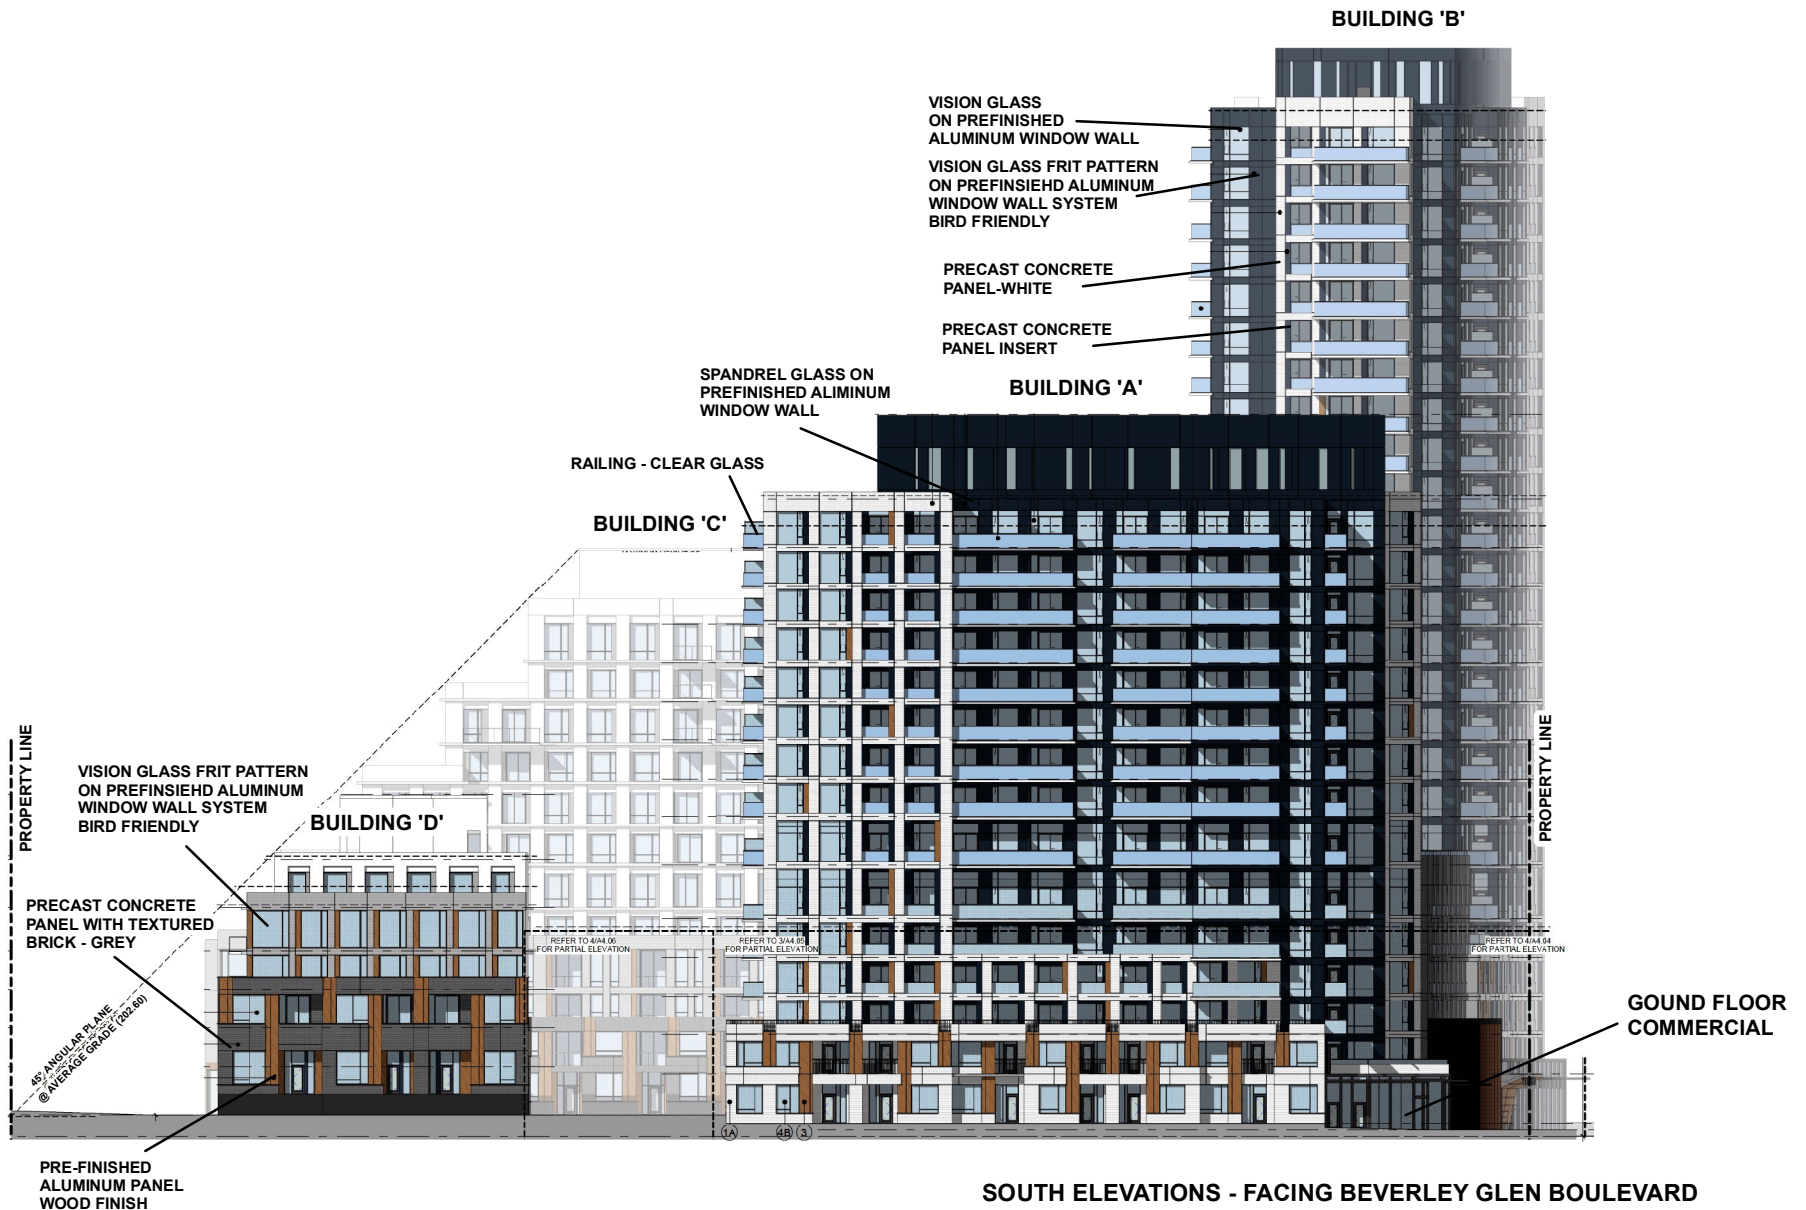 BUILDING 'B'
VISION GLASS
ON PREFINISHED
ALUMINUM WINDOW WALL
VISION GLASS FRIT PATTERN
ON PREFINSIEHD ALUMINUM
WINDOW WALL SYSTEM
BIRD FRIENDLY
PRECAST CONCRETE
PANEL-WHITE
PRECAST CONCRETE
PANEL INSERT
BUILDING 'A'
SPANDREL GLASS ON
PREFINISHED ALIMINUM
WINDOW WALL
RAILING - CLEAR GLASS
BUILDING 'C'
PROPERTY LINE
PROPERTY LINE
VISION GLASS FRIT PATTERN
ON PREFINSIEHD ALUMINUM
WINDOW WALL SYSTEM
BIRD FRIENDLY
BUILDING 'D'
PRECAST CONCRETE
PANEL WITH TEXTURED
BRICK - GREY
REFER TO 4/A4.06
FOR PARTIAL ELEVATION
REFER TO 3/A4.05
FOR PARTIAL ELEVATION
REFER TO 4/A4.04
FOR PARTIAL ELEVATION
45° ANGULAR PLANE
@ AVERAGE GRADE (202.60)
GOUND FLOOR
COMMERCIAL
1A
4B
3
PRE-FINISHED
ALUMINUM PANEL
WOOD FINISH
SOUTH ELEVATIONS - FACING BEVERLEY GLEN BOULEVARD